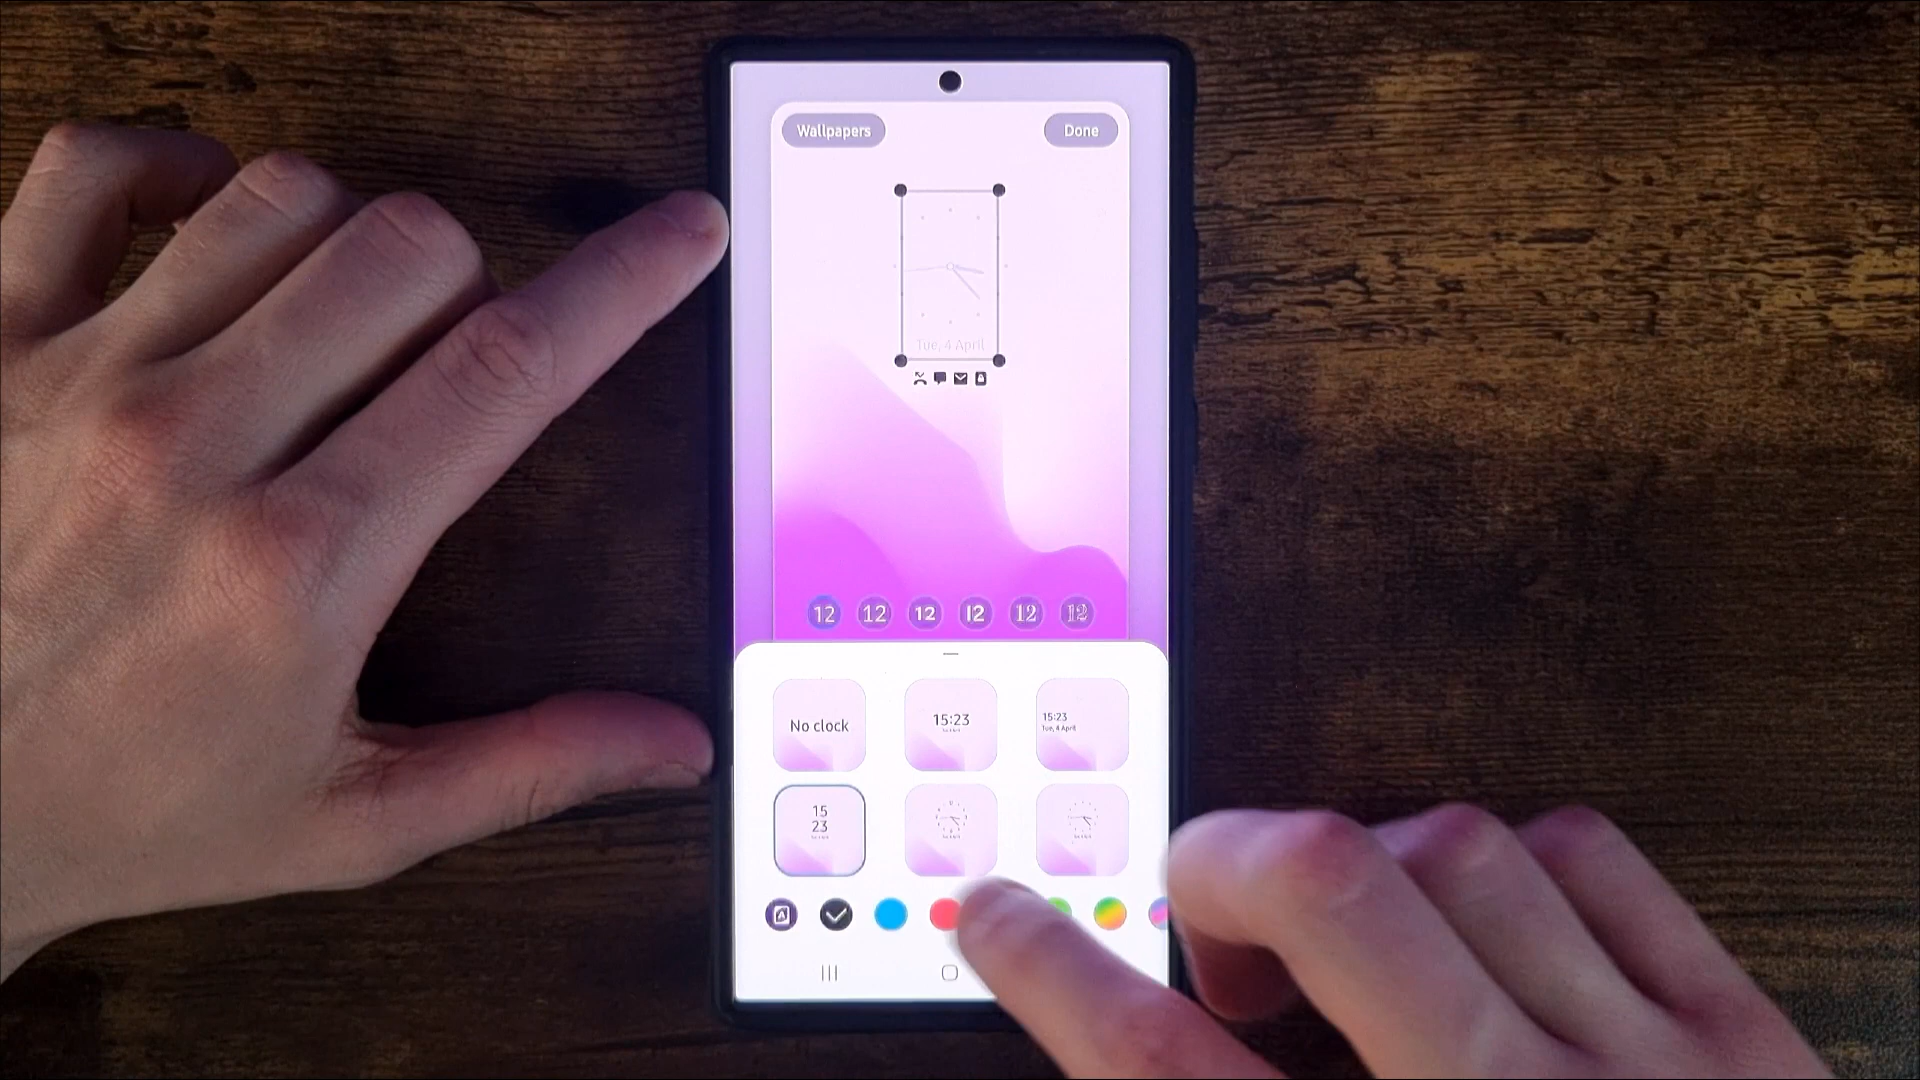 Wallpapers
Done
Tue, 4 April
12 12 12 12 12 12
No clock
15:23
15:23
Tue, 4 April
15
23